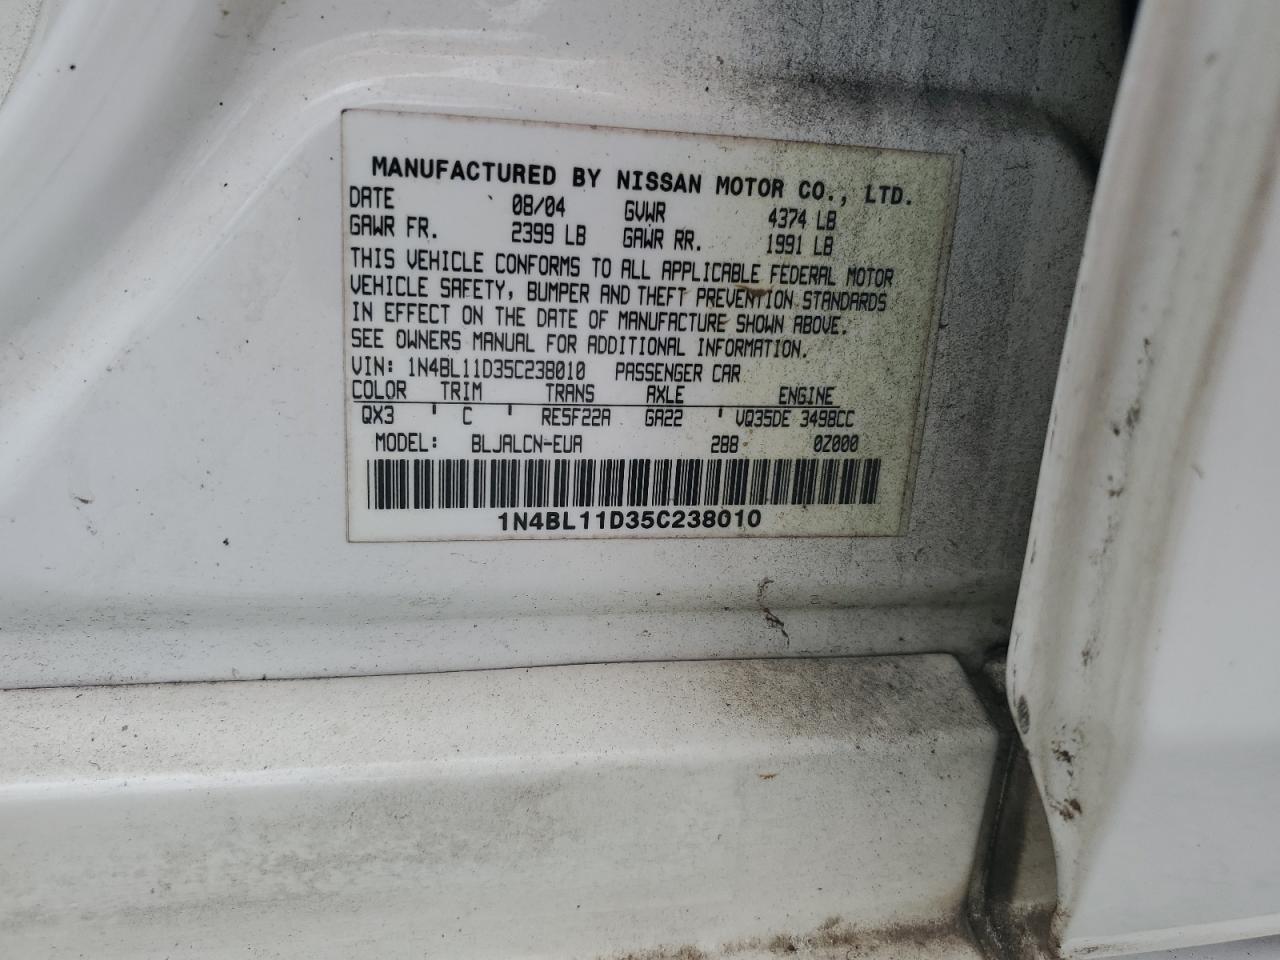 MANUFACTURED BY NISSAN MOTOR CO., LTD.
DATE 08/04 GVWR 4374 LB
GAWR FR. 2399 LB GAWR RR. 1991 LB
THIS VEHICLE CONFORMS TO ALL APPLICABLE FEDERAL MOTOR
VEHICLE SAFETY, BUMPER AND THEFT PREVENTION STANDARDS
IN EFFECT ON THE DATE OF MANUFACTURE SHOWN ABOVE.
SEE OWNERS MANUAL FOR ADDITIONAL INFORMATION.
VIN: 1N4BL11D35C238010 PASSENGER CAR
COLOR TRIM TRANS AXLE ENGINE
QX3 ' C ' RE5F22A GA22 ' VQ35DE 3498CC
MODEL: BLJALCN-EUA 288 0Z000
1N4BL11D35C238010